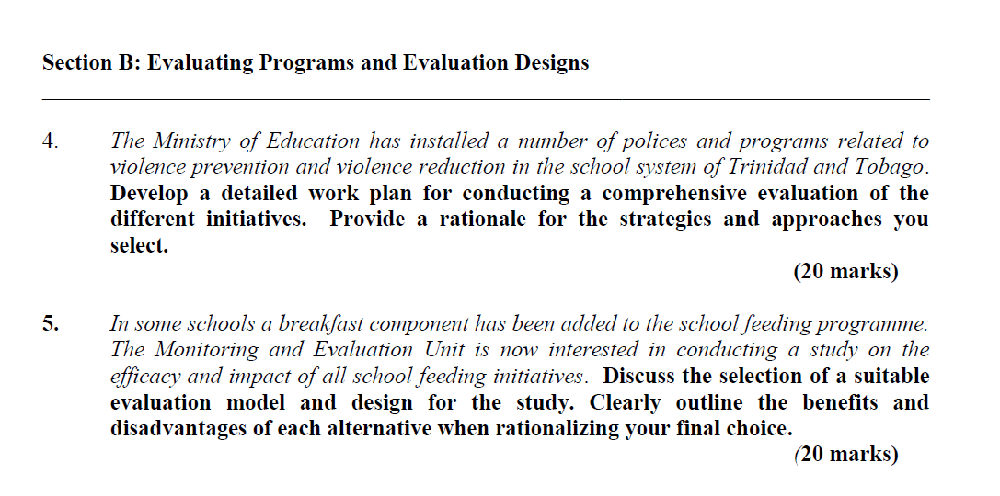 Section B: Evaluating Programs and Evaluation Designs
4. The Ministry of Education has installed a number of polices and programs related to
violence prevention and violence reduction in the school system of Trinidad and Tobago.
Develop a detailed work plan for conducting a comprehensive evaluation of the
different initiatives. Provide a rationale for the strategies and approaches you
select.
(20 marks)
5. In some schools a breakfast component has been added to the school feeding programme.
The Monitoring and Evaluation Unit is now interested in conducting a study on the
efficacy and impact of all school feeding initiatives. Discuss the selection of a suitable
evaluation model and design for the study. Clearly outline the benefits and
disadvantages of each alternative when rationalizing your final choice.
(20 marks)